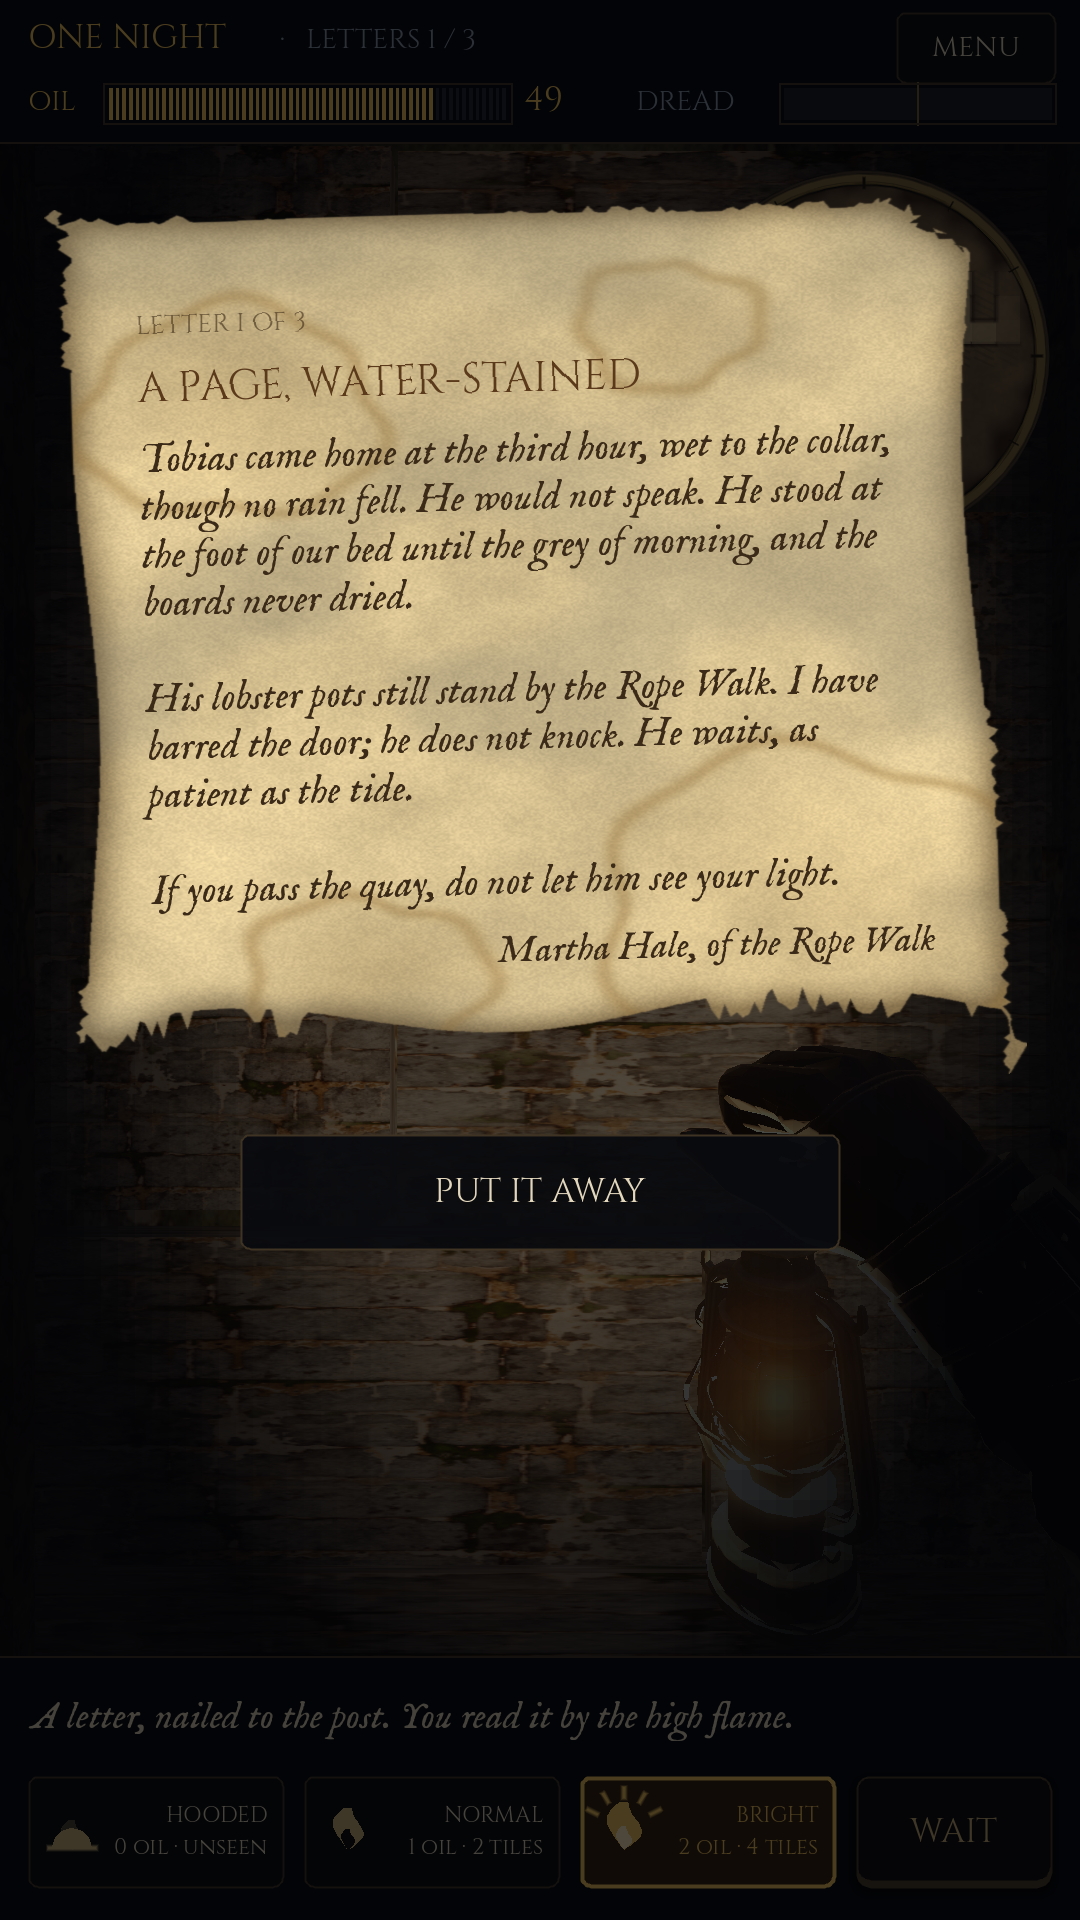 ONE NIGHT · LETTERS 1 / 3
MENU
OIL 49 DREAD
LETTER 1 OF 3
A PAGE, WATER-STAINED
Tobias came home at the third hour, wet to the collar,
though no rain fell. He would not speak. He stood at
the foot of our bed until the grey of morning, and the
boards never dried.
His lobster pots still stand by the Rope Walk. I have
barred the door; he does not knock. He waits, as
patient as the tide.
If you pass the quay, do not let him see your light.
Martha Hale, of the Rope Walk
PUT IT AWAY
A letter, nailed to the post. You read it by the high flame.
HOODED
0 OIL · UNSEEN
NORMAL
1 OIL · 2 TILES
BRIGHT
2 OIL · 4 TILES
WAIT